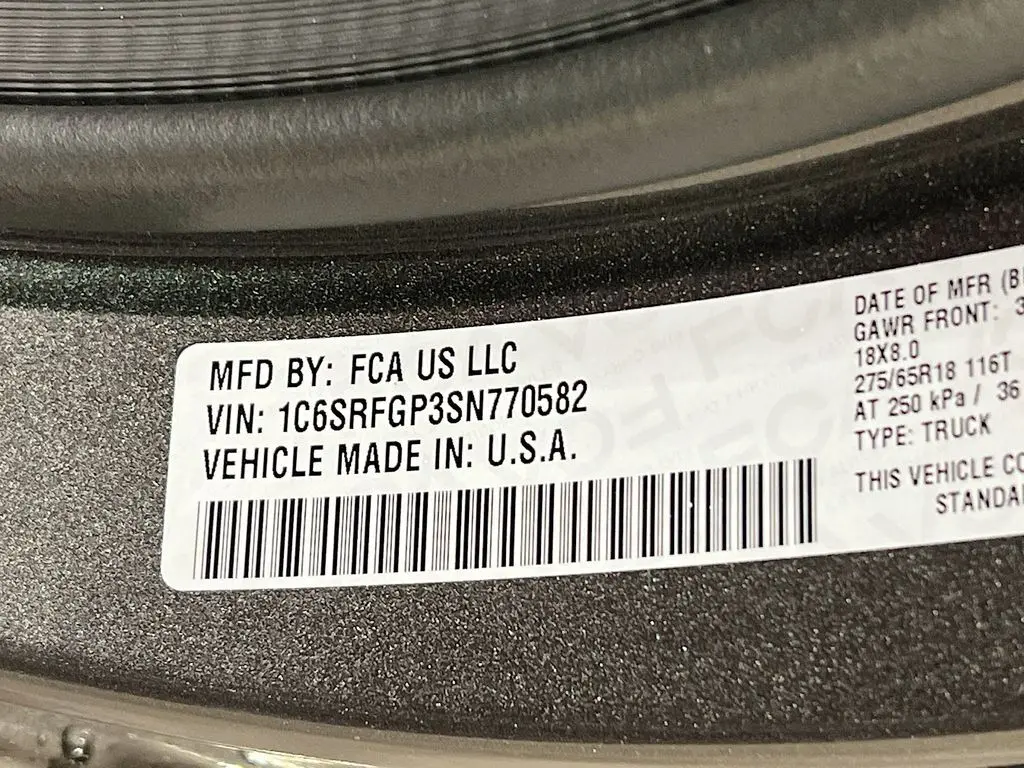 MFD BY: FCA US LLC
VIN: 1C6SRFGP3SN770582
VEHICLE MADE IN: U.S.A.
DATE OF MFR
GAWR FRONT:
18X8.0
275/65R18 116T
AT 250 kPa / 36
TYPE: TRUCK
THIS VEHICLE